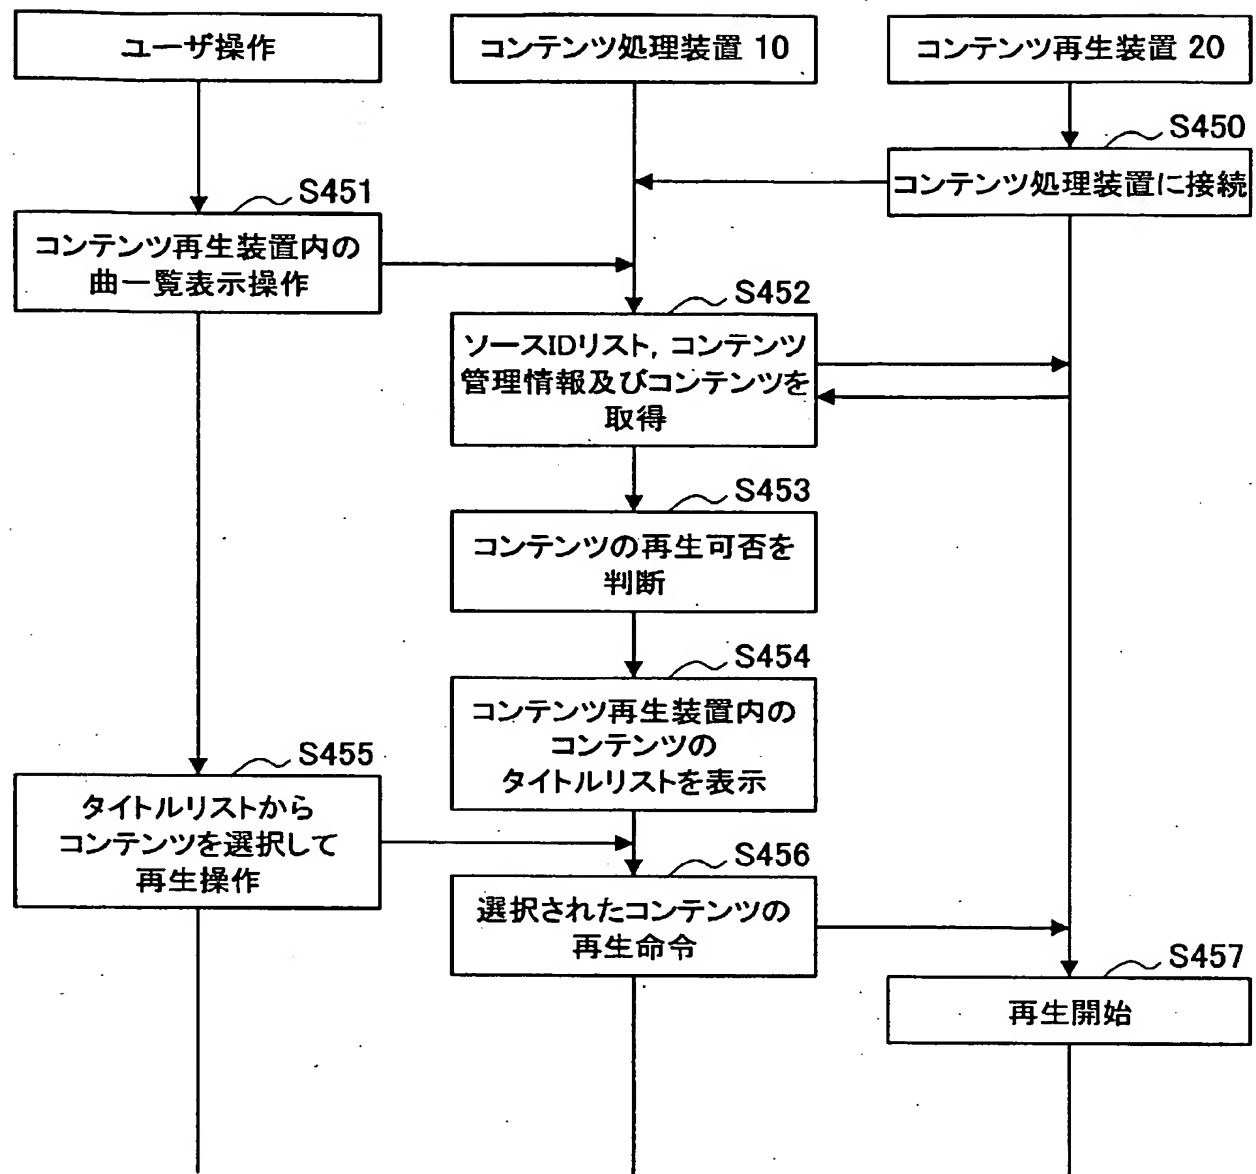 ユーザ操作
コンテンツ処理装置 10
コンテンツ再生装置 20
S450
コンテンツ処理装置に接続
S451
コンテンツ再生装置内の
曲一覧表示操作
S452
ソースIDリスト, コンテンツ
管理情報及びコンテンツを
取得
S453
コンテンツの再生可否を
判断
S454
コンテンツ再生装置内の
コンテンツの
タイトルリストを表示
S455
タイトルリストから
コンテンツを選択して
再生操作
S456
選択されたコンテンツの
再生命令
S457
再生開始